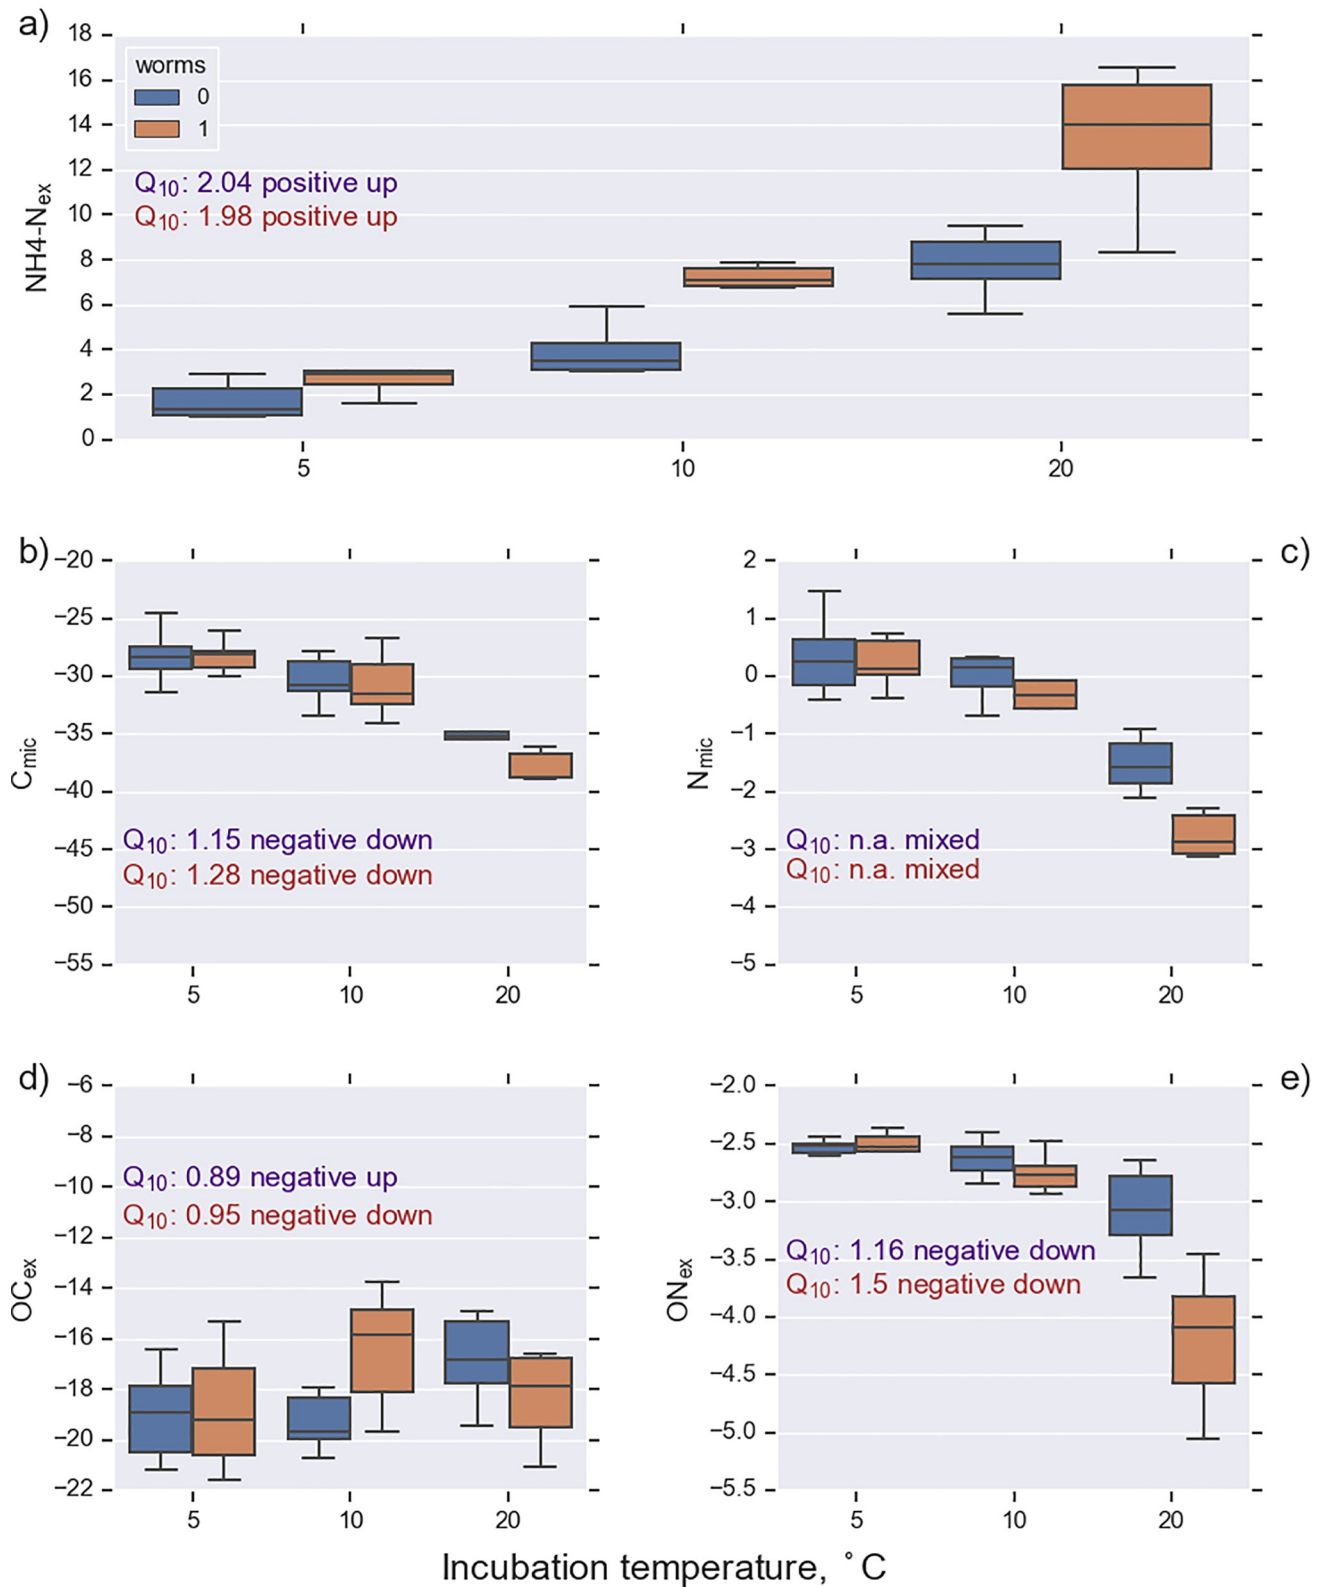 a)
18
16
14
12
10
8
6
4
2
0
NH4-Nex
worms
0
1
Q10: 2.04 positive up
Q10: 1.98 positive up
5 10 20
b)
−20
−25
−30
−35
−40
−45
−50
−55
Cmic
Q10: 1.15 negative down
Q10: 1.28 negative down
5 10 20
c)
2
1
0
−1
−2
−3
−4
−5
Nmic
Q10: n.a. mixed
Q10: n.a. mixed
5 10 20
d)
−6
−8
−10
−12
−14
−16
−18
−20
−22
OCex
Q10: 0.89 negative up
Q10: 0.95 negative down
5 10 20
e)
−2.0
−2.5
−3.0
−3.5
−4.0
−4.5
−5.0
−5.5
ONex
Q10: 1.16 negative down
Q10: 1.5 negative down
5 10 20
Incubation temperature, °C